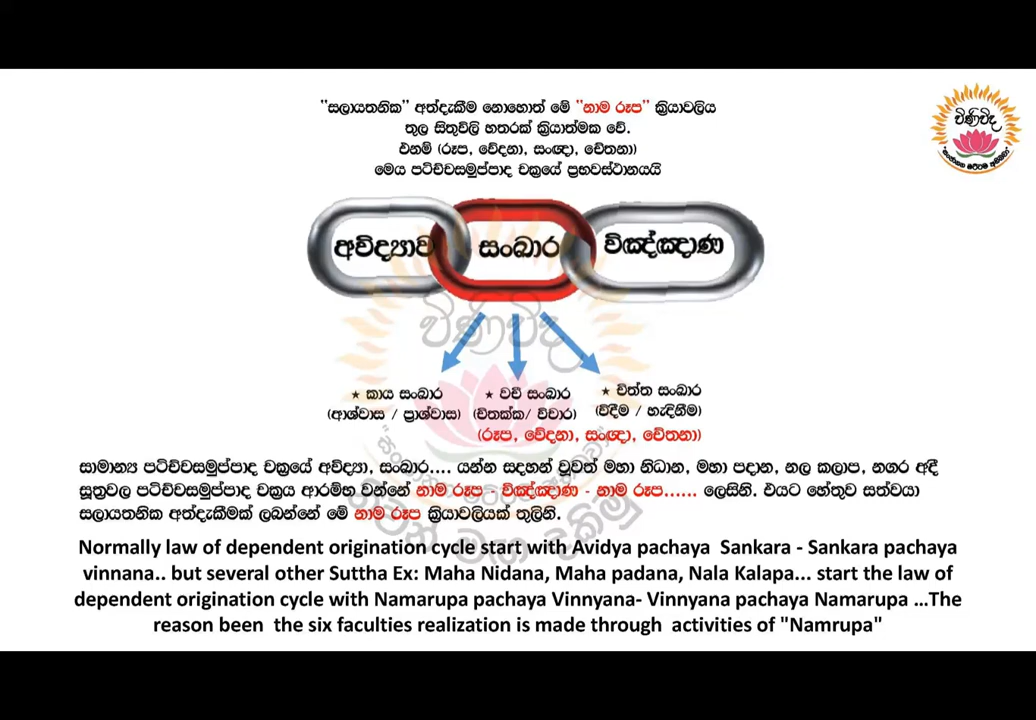 "සලායතනික" අත්දැකීම නොහොත් මේ "නාම රූප" ක්‍රියාවලිය
තුල සිතුවිලි හතරක් ක්‍රියාත්මක වේ.
එනම් (රූප, වේදනා, සංඥා, චේතනා)
මෙය පටිච්චසමුප්පාද චක්‍රයේ ප්‍රභවස්ථානයයි
විණිවිද
අවිද්‍යාව
සංඛාර
විඤ්ඤාණ
විණිවිද
★ කාය සංඛාර
(ආශ්වාස / ප්‍රාශ්වාස)
★ වචී සංඛාර
(විතක්ක/ විචාර)
★ චිත්ත සංඛාර
(විදීම / හැදිනීම)
(රූප, වේදනා, සංඥා, චේතනා)
සාමාන්‍ය පටිච්චසමුප්පාද චක්‍රයේ අවිද්‍යා, සංඛාර.... යන්න සදහන් වූවත් මහා නිධාන, මහා පදාන, නල කලාප, නගර අදී
සූත්‍රවල පටිච්චසමුප්පාද චක්‍රය ආරම්භ වන්නේ නාම රූප - විඤ්ඤාණ - නාම රූප...... ලෙසිනි. එයට හේතුව සත්වයා
සලායතනික අත්දැකීමක් ලබන්නේ මේ නාම රූප ක්‍රියාවලියක් තුලිනි.
Normally law of dependent origination cycle start with Avidya pachaya Sankara - Sankara pachaya
vinnana.. but several other Suttha Ex: Maha Nidana, Maha padana, Nala Kalapa... start the law of
dependent origination cycle with Namarupa pachaya Vinnyana- Vinnyana pachaya Namarupa ...The
reason been the six faculties realization is made through activities of "Namrupa"